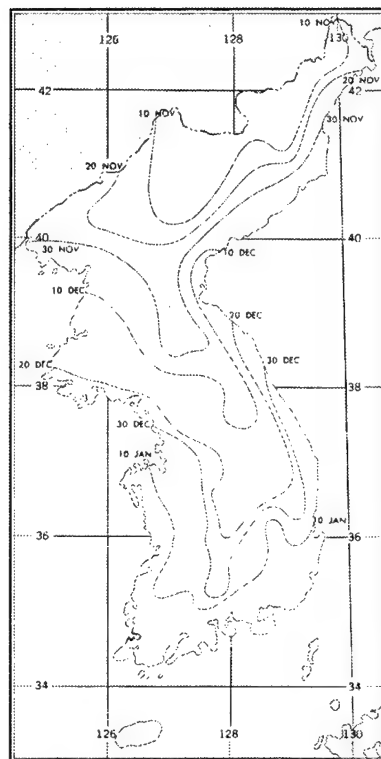 10 NOV
126
128
130
42
20 NOV
42
10 NOV
30 NOV
20 NOV
40
30 NOV
10 DEC
40
10 DEC
20 DEC
30 DEC
20 DEC
38
38
30 DEC
10 JAN
10 JAN
36
36
34
34
126
128
130